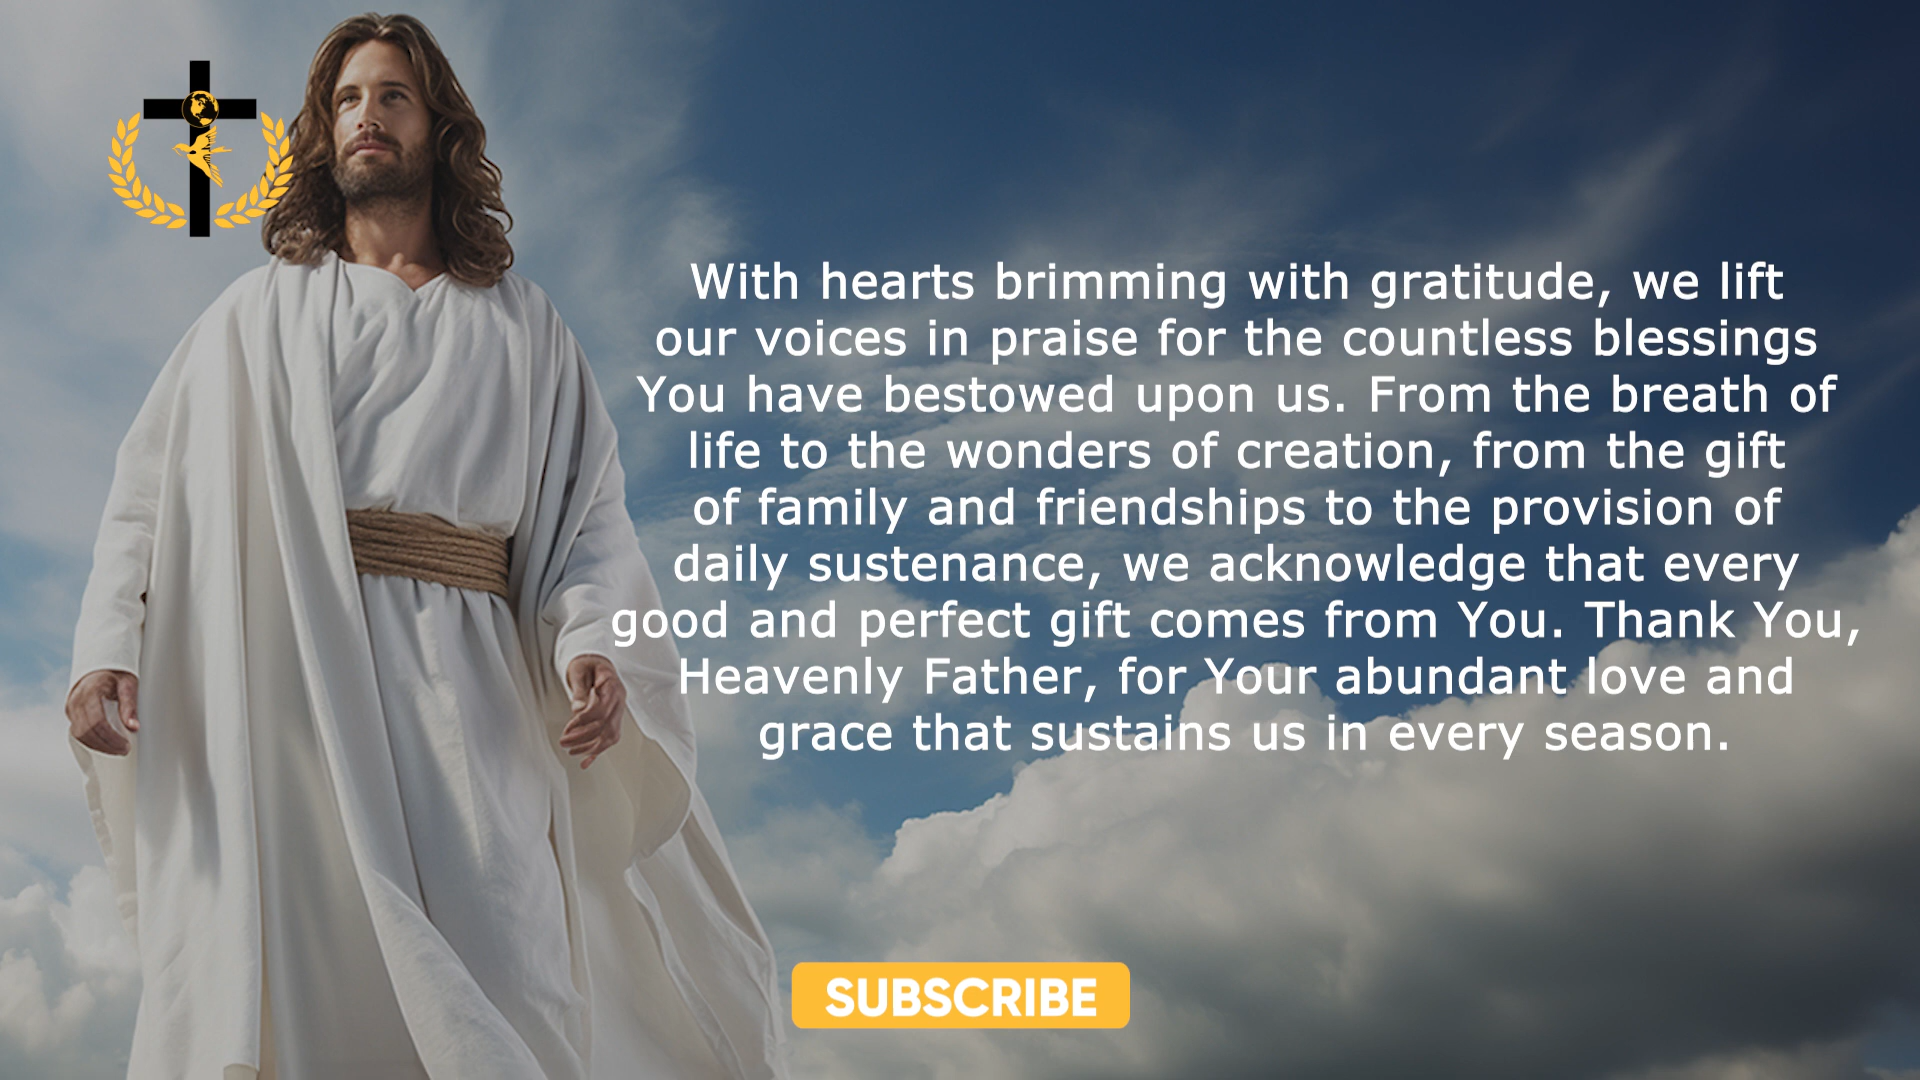 With hearts brimming with gratitude, we lift
our voices in praise for the countless blessings
You have bestowed upon us. From the breath of
life to the wonders of creation, from the gift
of family and friendships to the provision of
daily sustenance, we acknowledge that every
good and perfect gift comes from You. Thank You,
Heavenly Father, for Your abundant love and
grace that sustains us in every season.
SUBSCRIBE